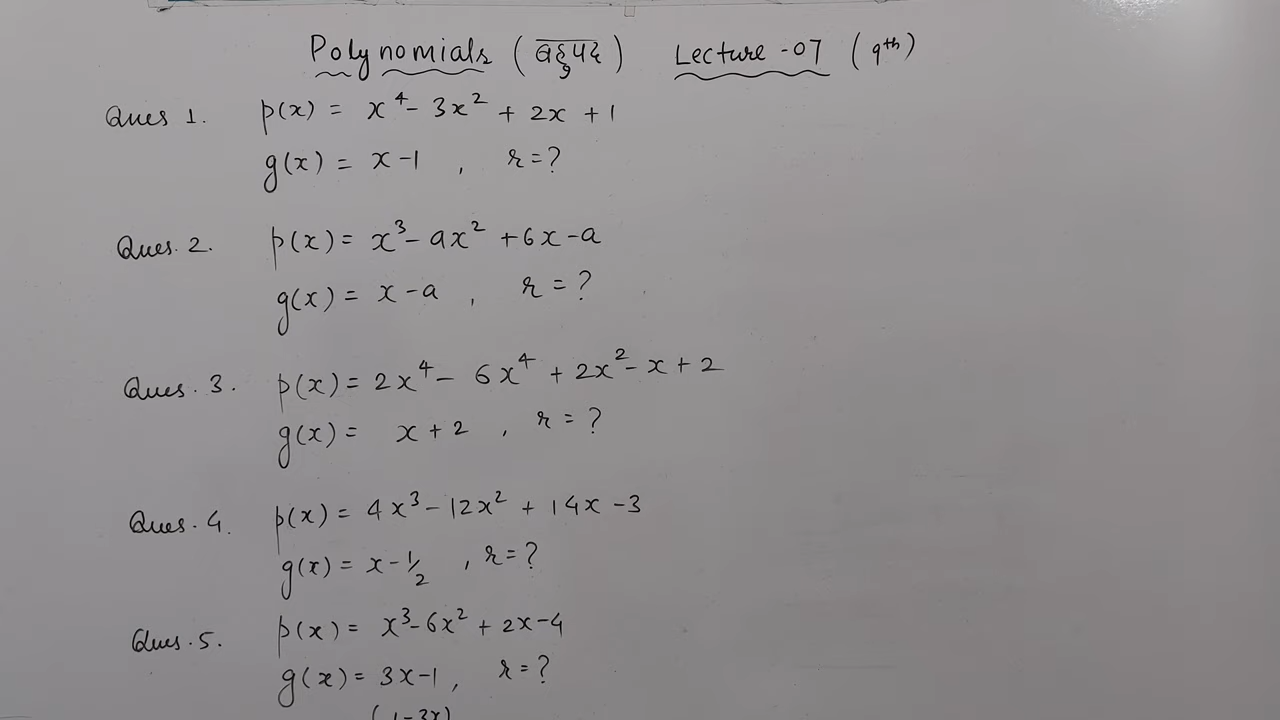 Polynomials (बहुपद) Lecture -07 (9th)
Ques 1. p(x) = x⁴- 3x² + 2x + 1
g(x) = x-1 , r=?
Ques. 2. p(x) = x³- ax² +6x-a
g(x) = x-a , r = ?
Ques. 3. p(x) = 2x⁴- 6x⁴ + 2x²- x + 2
g(x) = x+2 , r = ?
Ques. 4. p(x) = 4x³-12x² + 14x -3
g(x) = x-1/2 , r=?
Ques. 5. p(x) = x³-6x² + 2x-4
g(x) = 3x-1 , r=?
(1-3x)